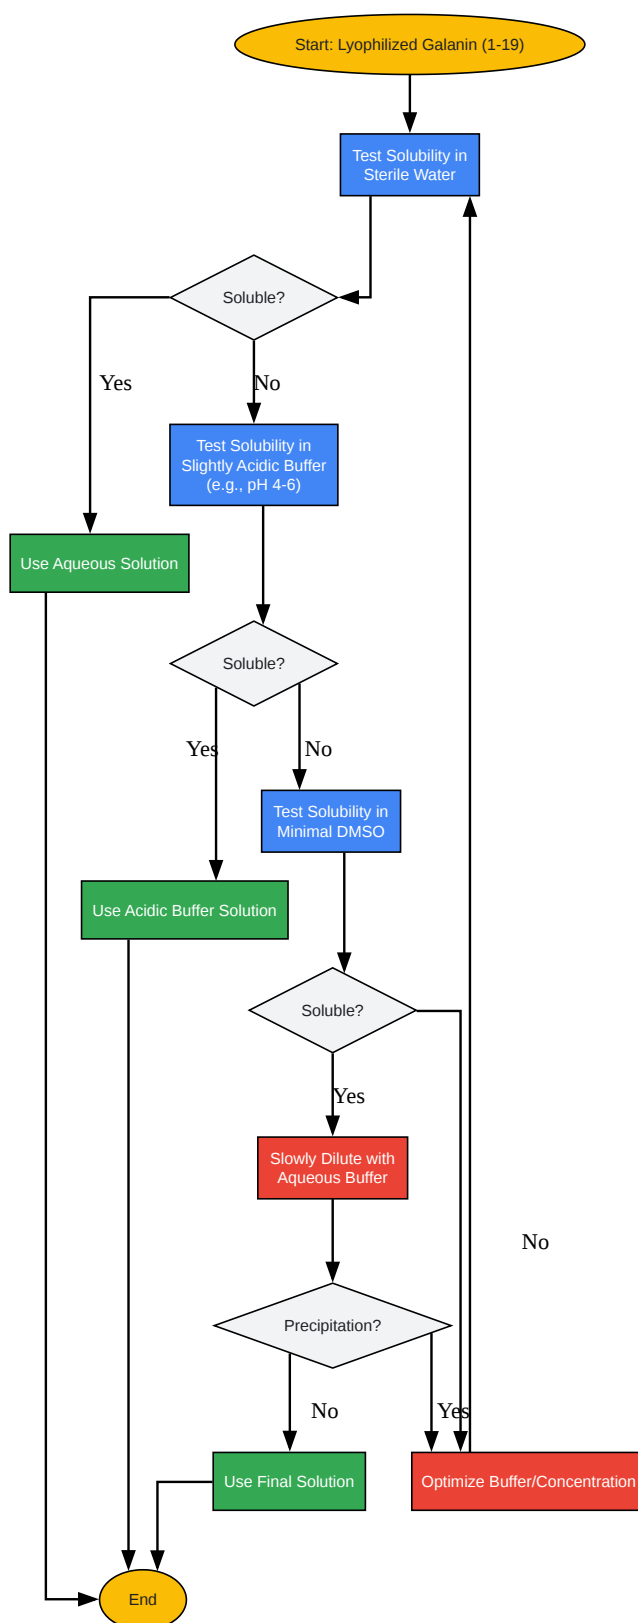 Start: Lyophilized Galanin (1-19)
Test Solubility in
Sterile Water
Soluble?
Yes
No
Test Solubility in
Slightly Acidic Buffer
(e.g., pH 4-6)
Use Aqueous Solution
Soluble?
Yes
No
Test Solubility in
Minimal DMSO
Use Acidic Buffer Solution
Soluble?
Yes
Slowly Dilute with
Aqueous Buffer
No
Precipitation?
No
Yes
Use Final Solution
Optimize Buffer/Concentration
End